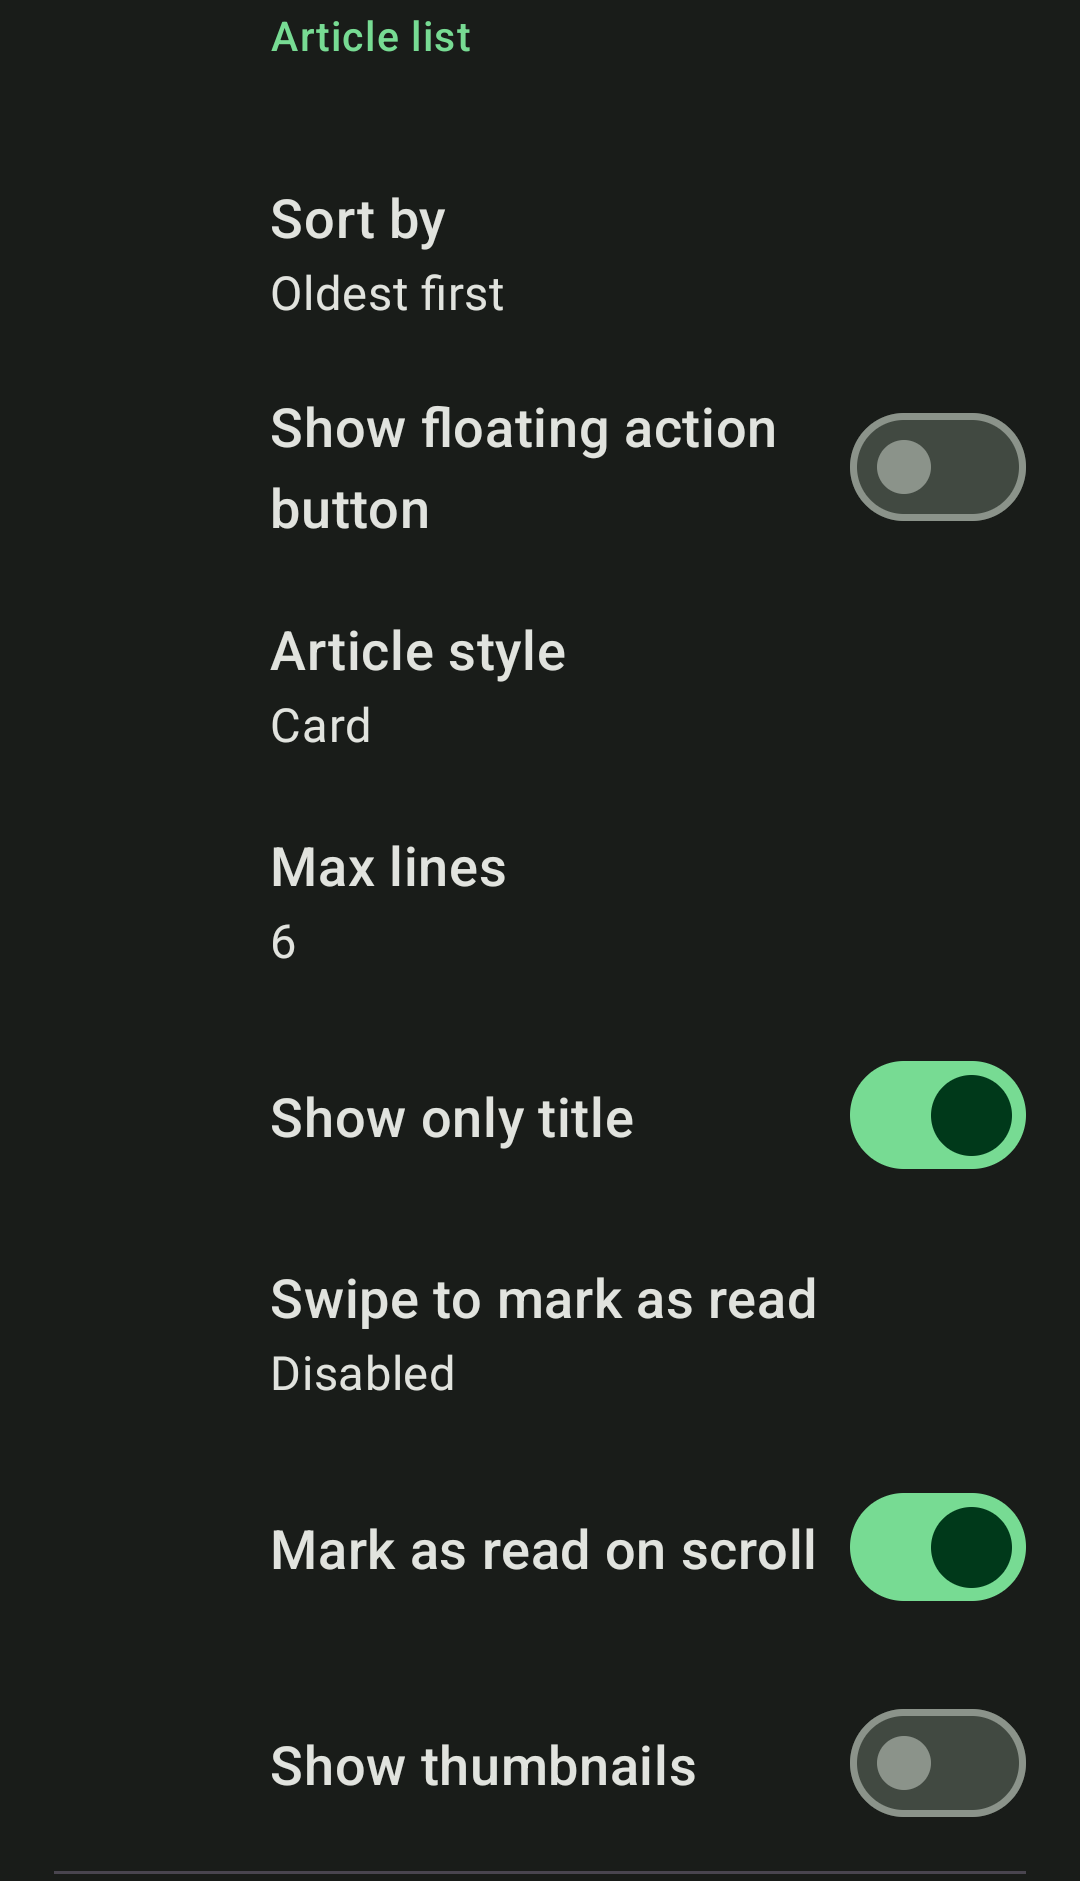 Article list
Sort by
Oldest first
Show floating action
button
Article style
Card
Max lines
6
Show only title
Swipe to mark as read
Disabled
Mark as read on scroll
Show thumbnails